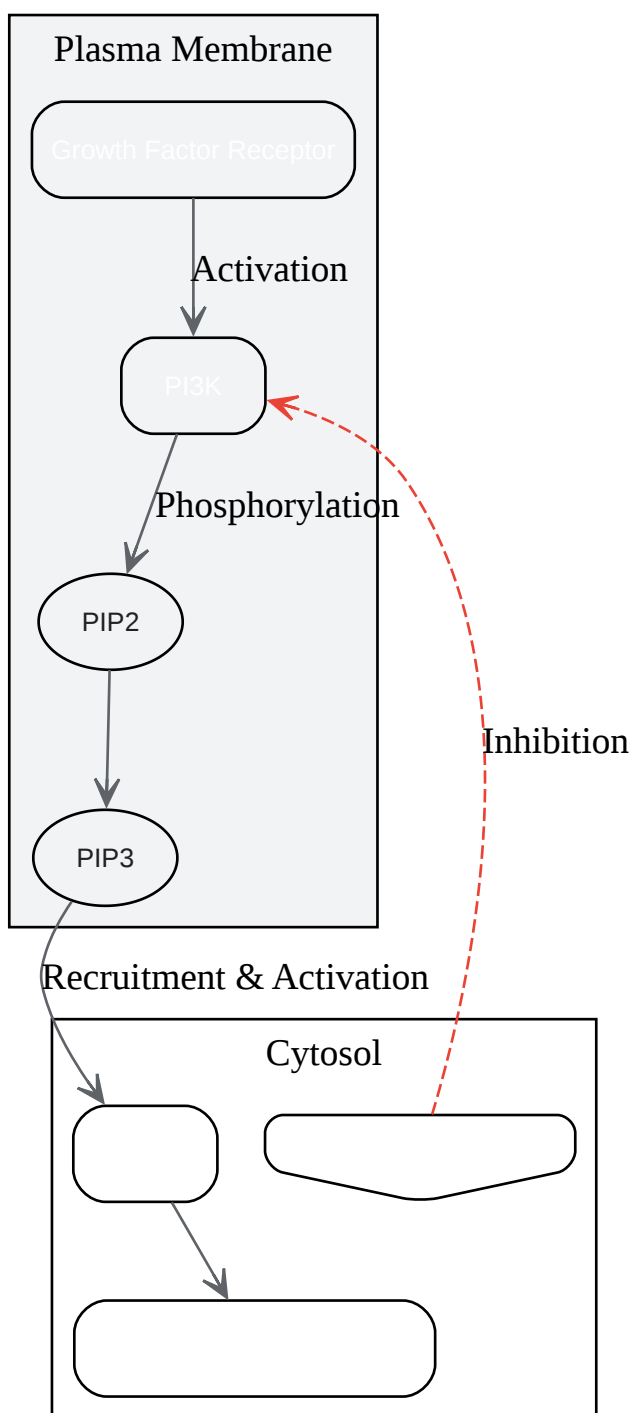 Plasma Membrane
Growth Factor Receptor
Activation
PI3K
Phosphorylation
PIP2
Inhibition
PIP3
Recruitment & Activation
Cytosol